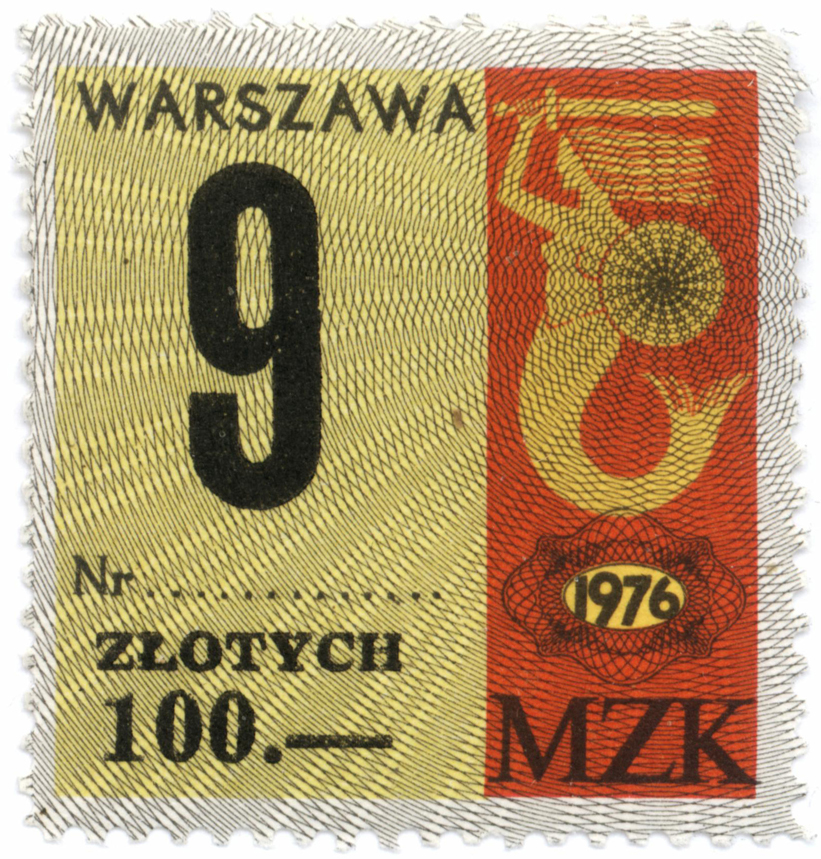 WARSZAWA
9
Nr..............
ZŁOTYCH
100.—
1976
MZK